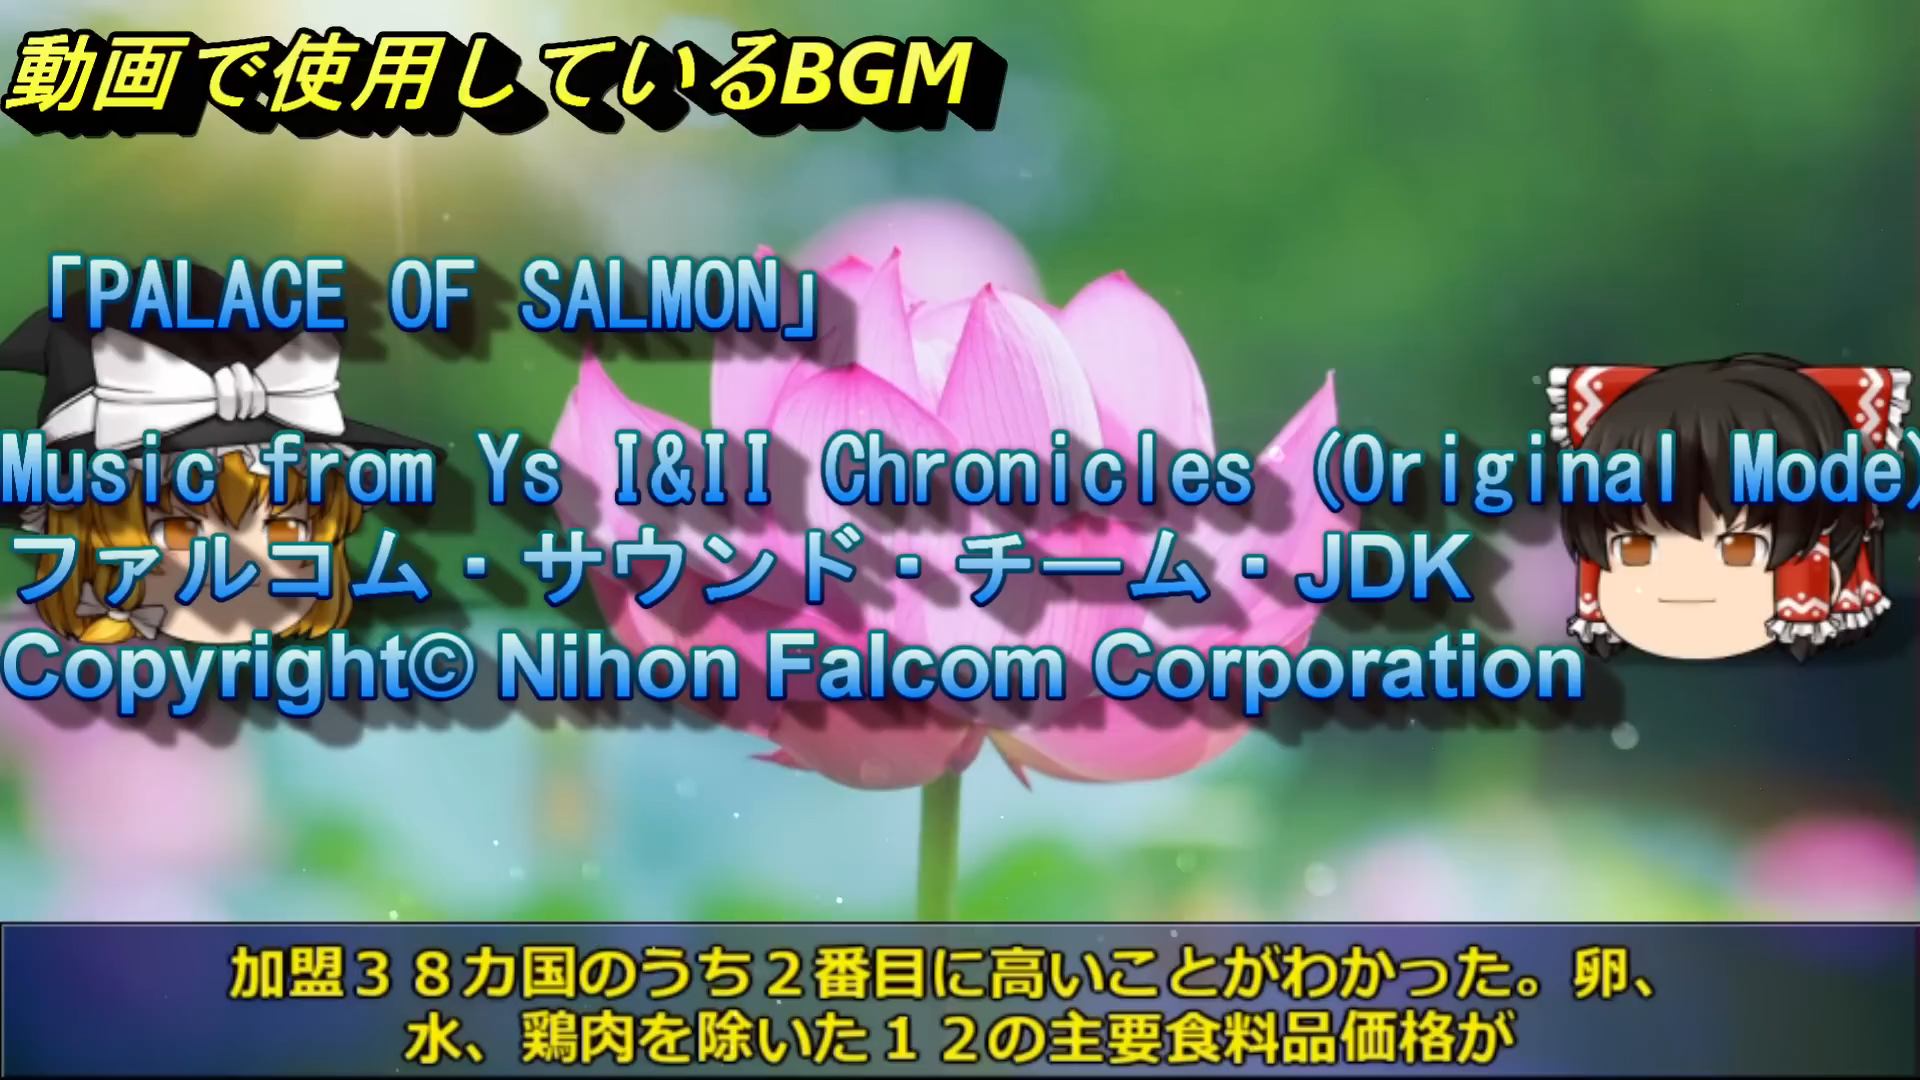 動画で使用しているBGM
「PALACE OF SALMON」
Music from Ys I&II Chronicles (Original Mode)
ファルコム・サウンド・チーム・JDK
Copyright© Nihon Falcom Corporation
加盟３８カ国のうち２番目に高いことがわかった。卵、
水、鶏肉を除いた１２の主要食料品価格が